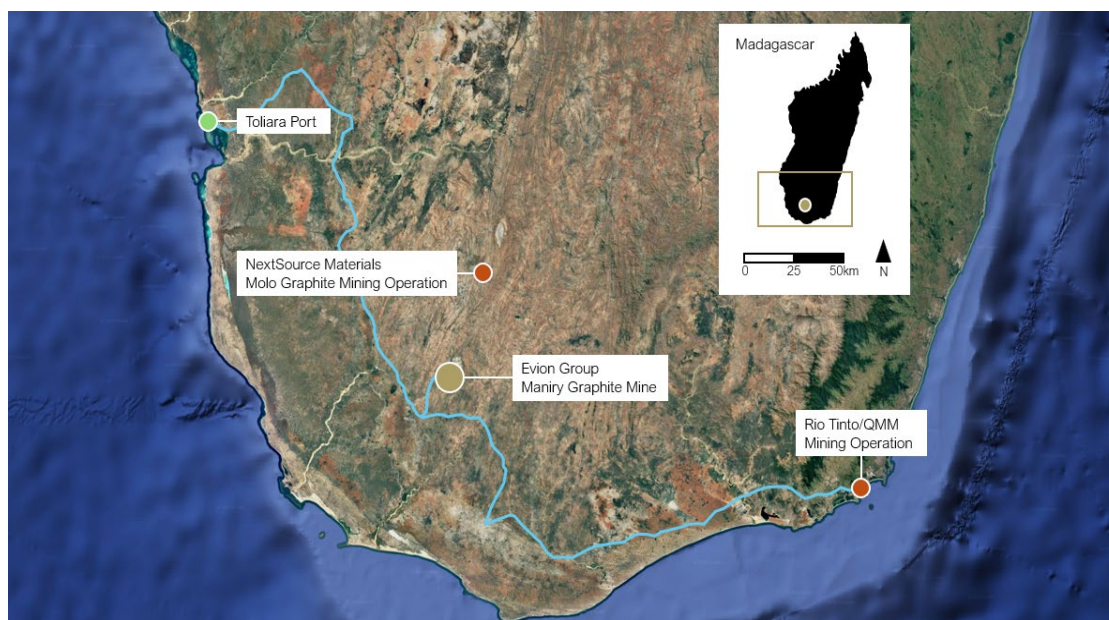 Madagascar
0 25 50km
N
Toliara Port
NextSource Materials
Molo Graphite Mining Operation
Evion Group
Maniry Graphite Mine
Rio Tinto/QMM
Mining Operation